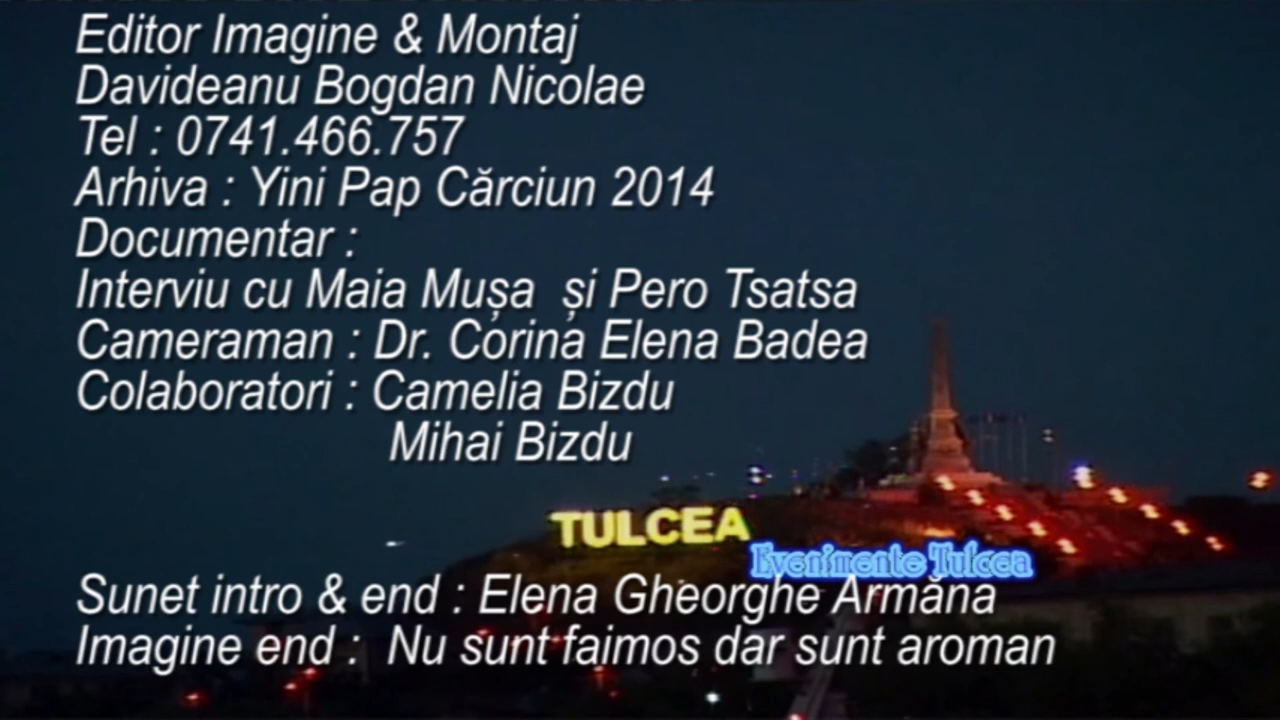 Editor Imagine & Montaj
Davideanu Bogdan Nicolae
Tel : 0741.466.757
Arhiva : Yini Pap Cărciun 2014
Documentar :
Interviu cu Maia Mușa și Pero Tsatsa
Cameraman : Dr. Corina Elena Badea
Colaboratori : Camelia Bizdu
Mihai Bizdu
TULCEA
Evenimente Tulcea
Sunet intro & end : Elena Gheorghe Armăna
Imagine end : Nu sunt faimos dar sunt aroman